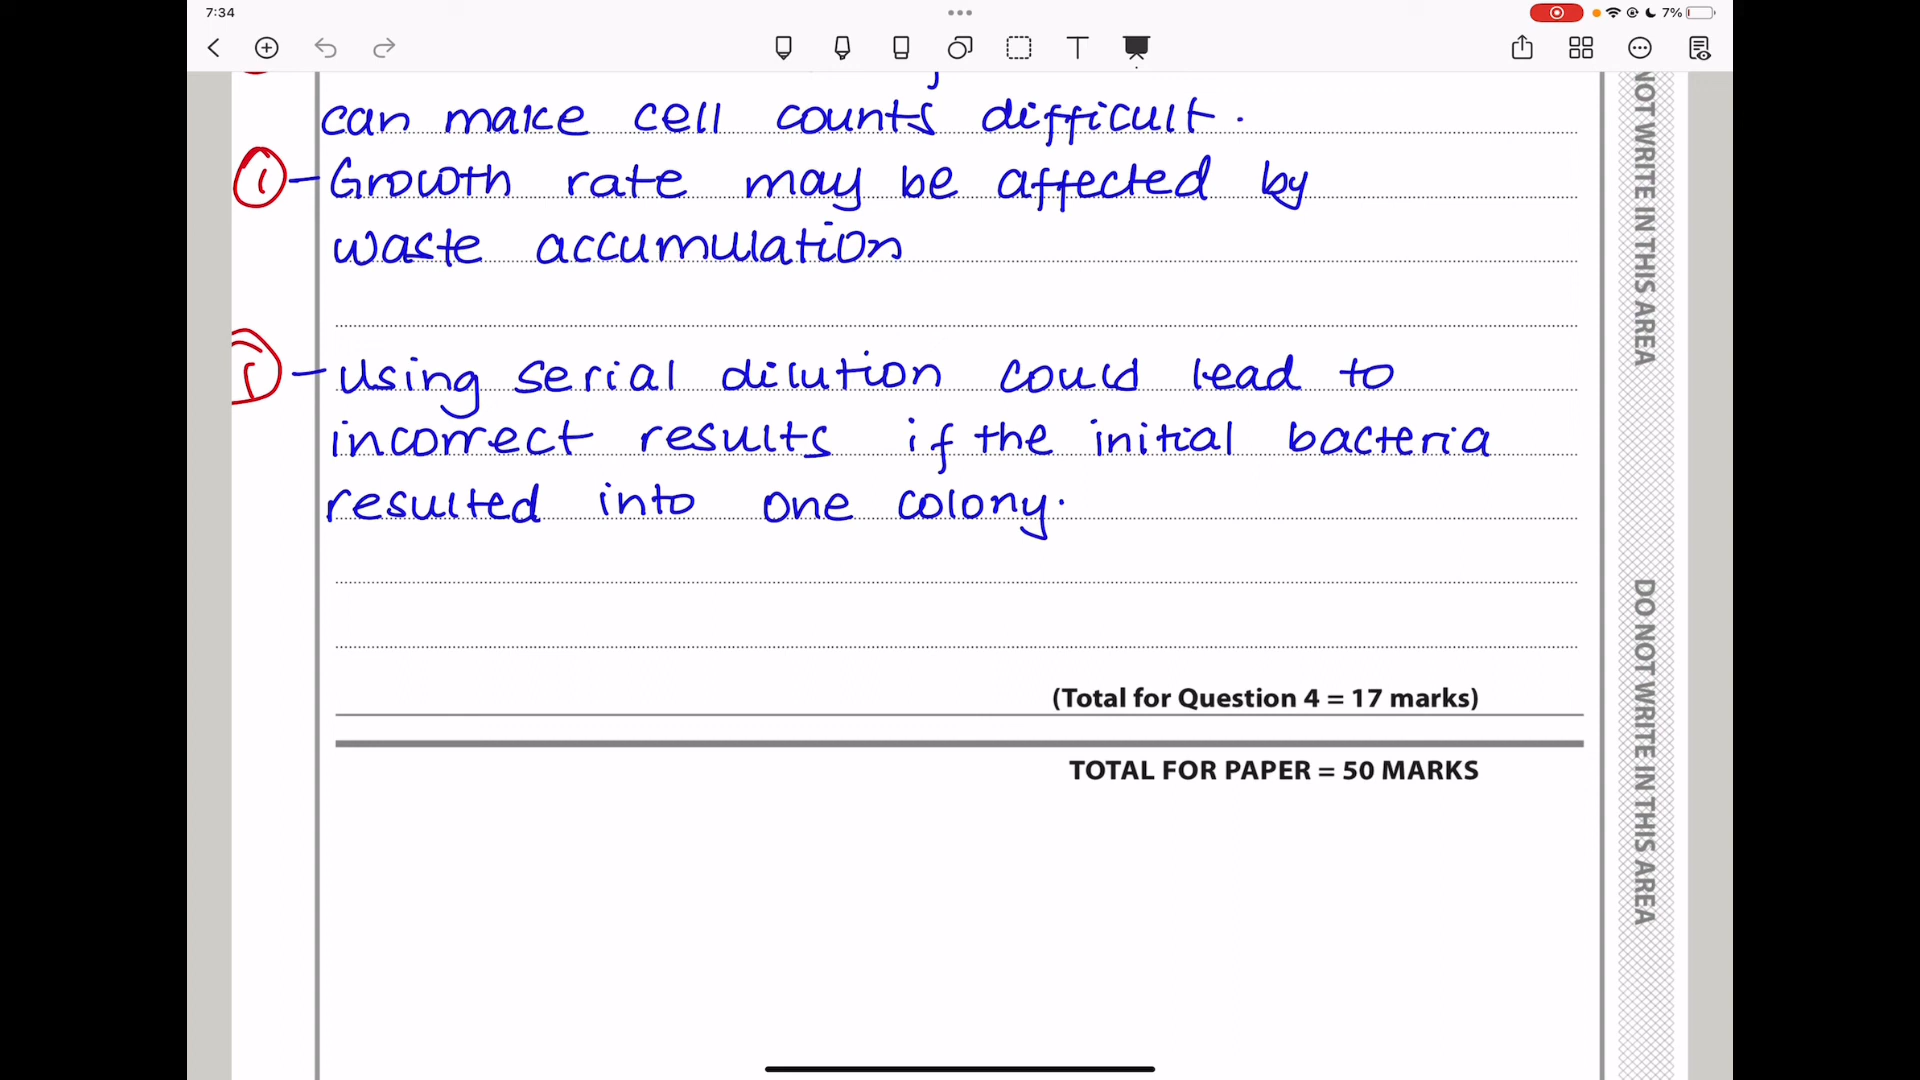 7:34
7%
can make cell counts difficult.
1 - Growth rate may be affected by
waste accumulation
1 - Using serial dilution could lead to
incorrect results if the initial bacteria
resulted into one colony.
(Total for Question 4 = 17 marks)
TOTAL FOR PAPER = 50 MARKS
NOT WRITE IN THIS AREA
DO NOT WRITE IN THIS AREA